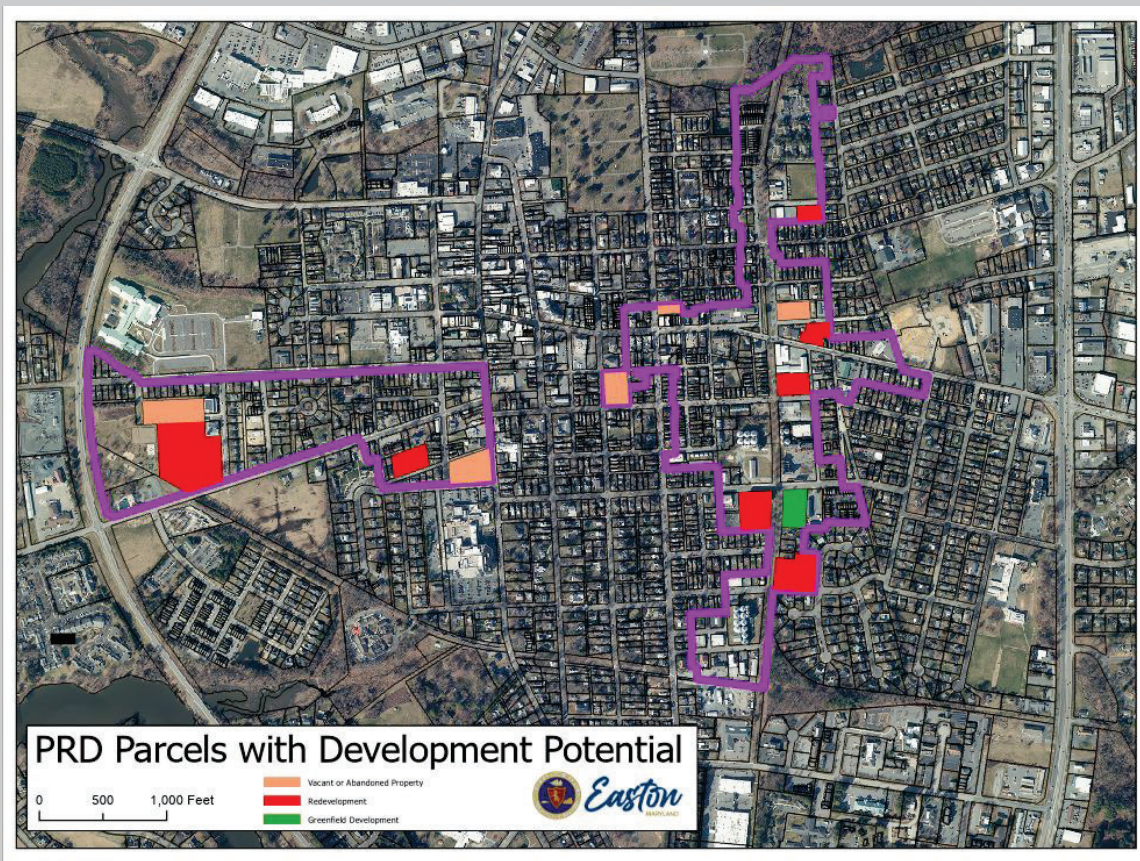 PRD Parcels with Development Potential
0 500 1,000 Feet
Vacant or Abandoned Property
Redevelopment
Greenfield Development
Easton
MARYLAND